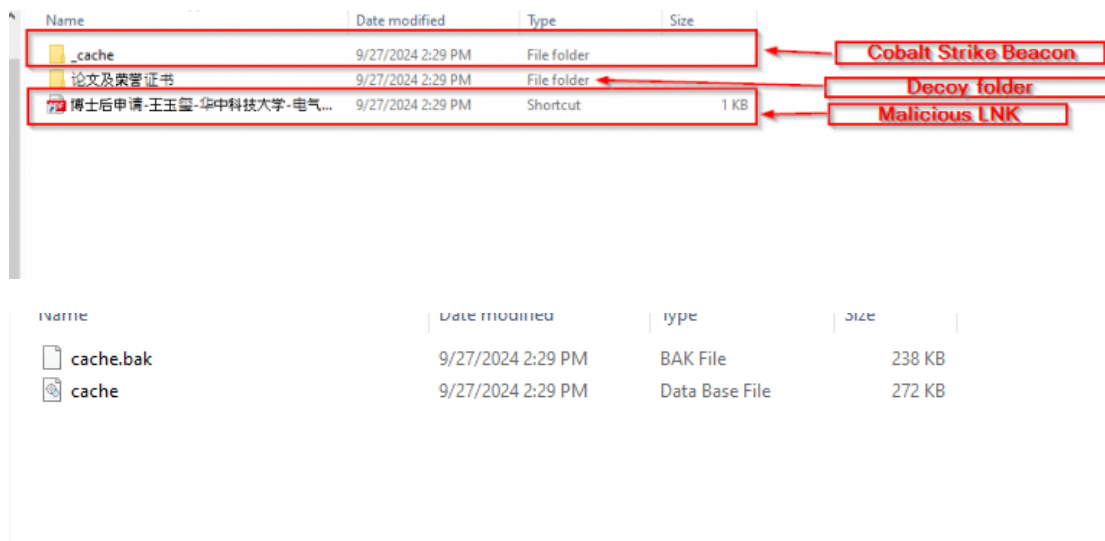 Name Date modified Type Size
_cache 9/27/2024 2:29 PM File folder Cobalt Strike Beacon
论文及荣誉证书 9/27/2024 2:29 PM File folder Decoy folder
博士后申请-王玉玺-华中科技大学-电气... 9/27/2024 2:29 PM Shortcut 1 KB Malicious LNK
Name Date modified Type Size
cache.bak 9/27/2024 2:29 PM BAK File 238 KB
cache 9/27/2024 2:29 PM Data Base File 272 KB